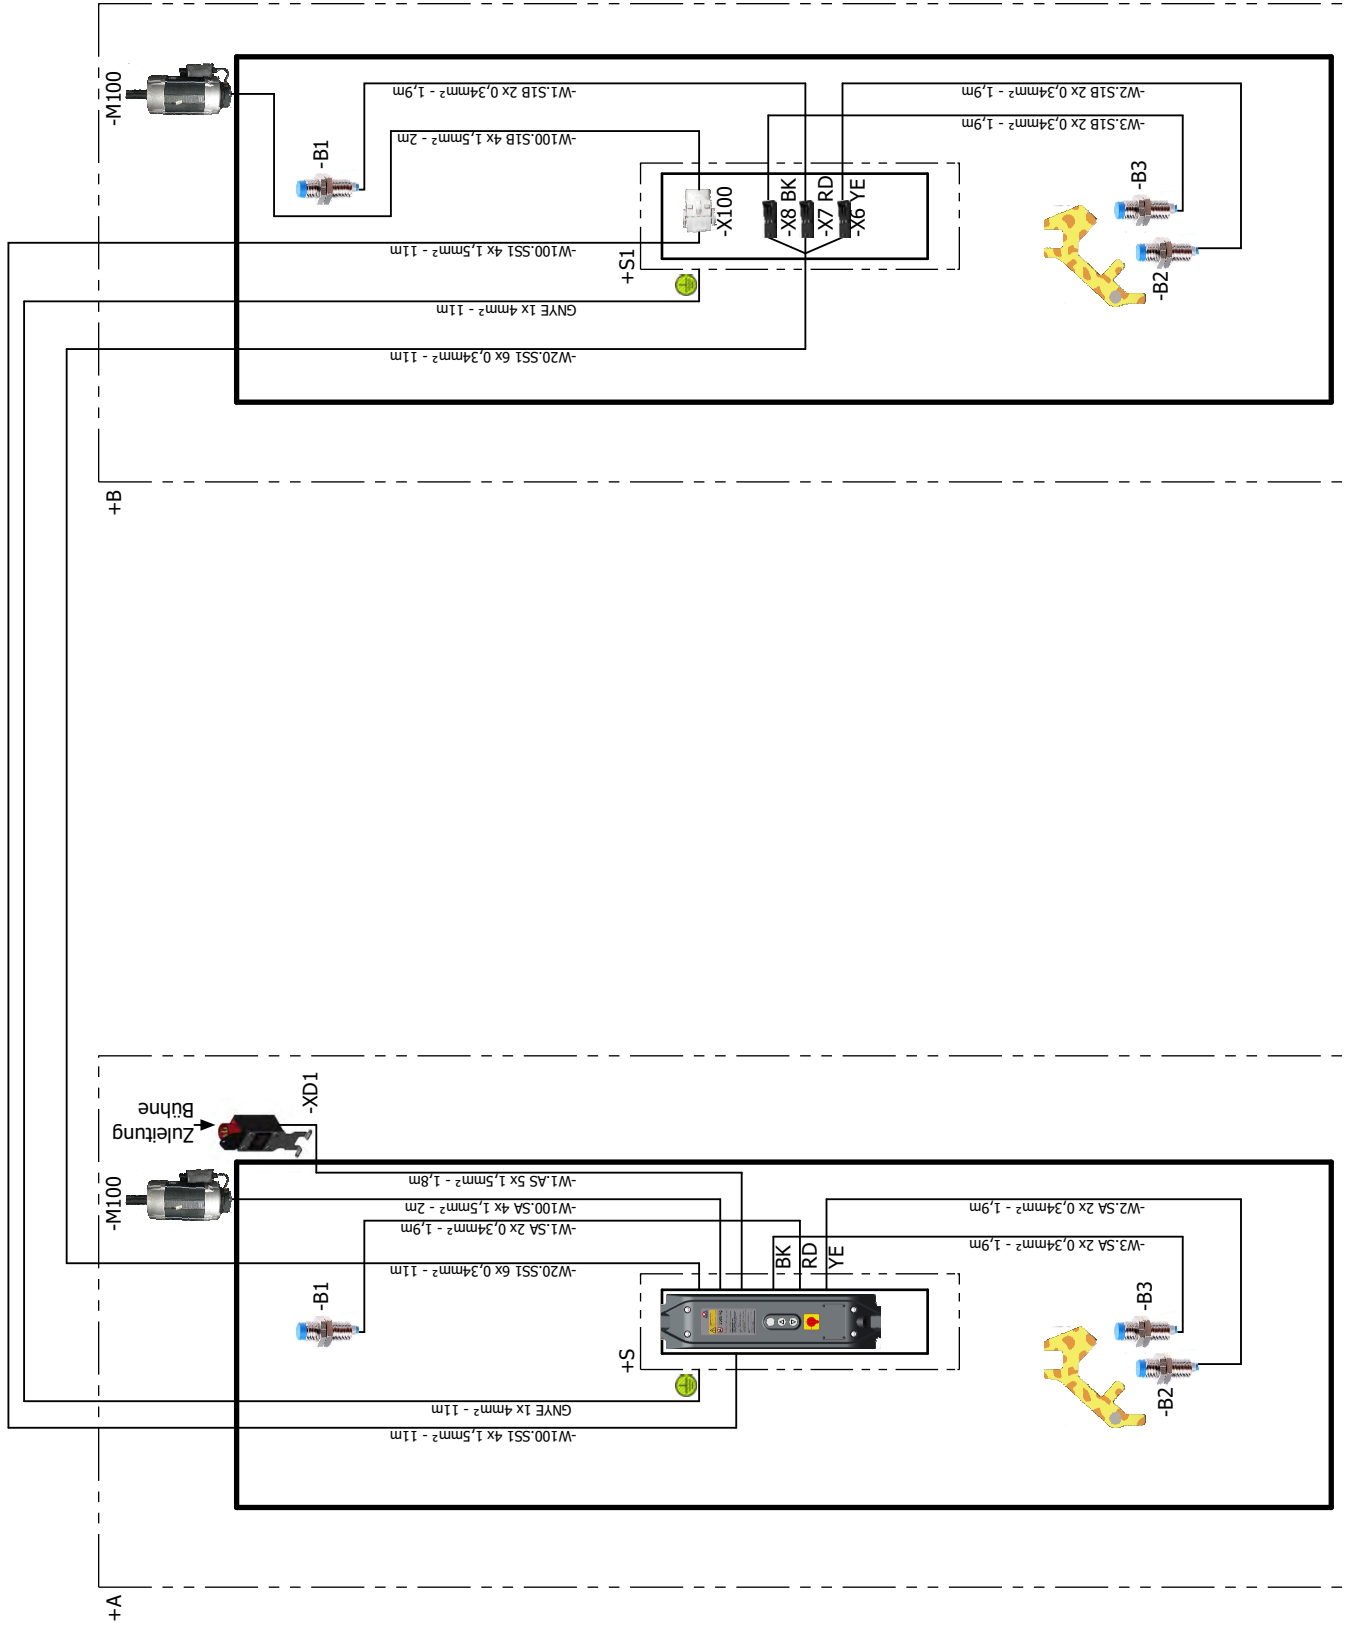 -M100
-B1
-W1.S1B 2x 0,34mm² - 1,9m
-W100.S1B 4x 1,5mm² - 2m
-W2.S1B 2x 0,34mm² - 1,9m
-W3.S1B 2x 0,34mm² - 1,9m
-X100
-X8 BK
-X7 RD
-X6 YE
-B3
-B2
+S1
-W100.SS1 4x 1,5mm² - 11m
GNYE 1x 4mm² - 11m
-W20.SS1 6x 0,34mm² - 11m
+B
-XD1
Zuleitung
Bühne
-M100
-W1.AS 5x 1,5mm² - 1,8m
-W100.SA 4x 1,5mm² - 2m
-W1.SA 2x 0,34mm² - 1,9m
-W2.SA 2x 0,34mm² - 1,9m
-W3.SA 2x 0,34mm² - 1,9m
BK
RD
YE
-W20.SS1 6x 0,34mm² - 11m
-B1
-B3
-B2
+S
GNYE 1x 4mm² - 11m
-W100.SS1 4x 1,5mm² - 11m
+A